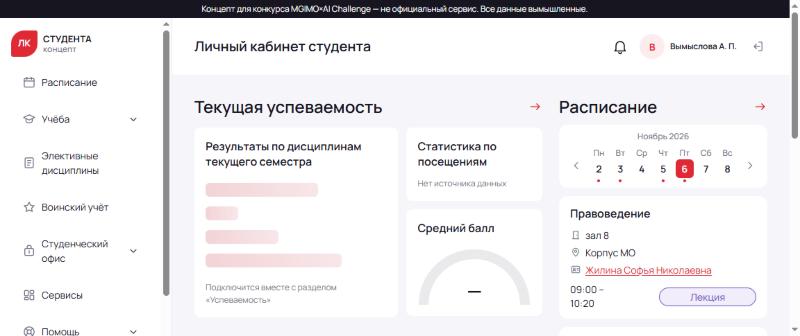 Концепт для конкурса MGIMO×AI Challenge — не официальный сервис. Все данные вымышленные.
ЛК
СТУДЕНТА
концепт
Расписание
Учёба
Элективные
дисциплины
Воинский учёт
Студенческий
офис
Сервисы
Помощь
Личный кабинет студента
В
Вымыслова А. П.
Текущая успеваемость
Результаты по дисциплинам
текущего семестра
Подключится вместе с разделом
«Успеваемость»
Статистика по
посещениям
Нет источника данных
Средний балл
—
Расписание
Ноябрь 2026
Пн Вт Ср Чт Пт Сб Вс
2 3 4 5 6 7 8
Правоведение
зал 8
Корпус МО
Жилина Софья Николаевна
09:00 –
10:20
Лекция